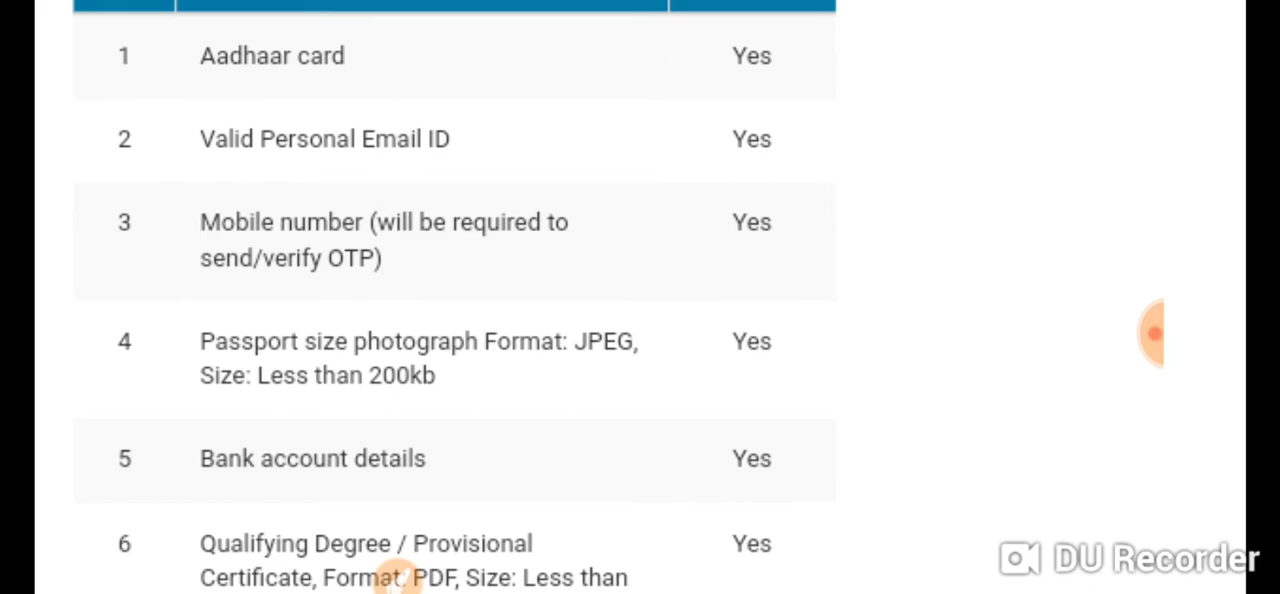 1 Aadhaar card Yes
2 Valid Personal Email ID Yes
3 Mobile number (will be required to Yes
send/verify OTP)
4 Passport size photograph Format: JPEG, Yes
Size: Less than 200kb
5 Bank account details Yes
6 Qualifying Degree / Provisional Yes
Certificate, Format: PDF, Size: Less than
DU Recorder